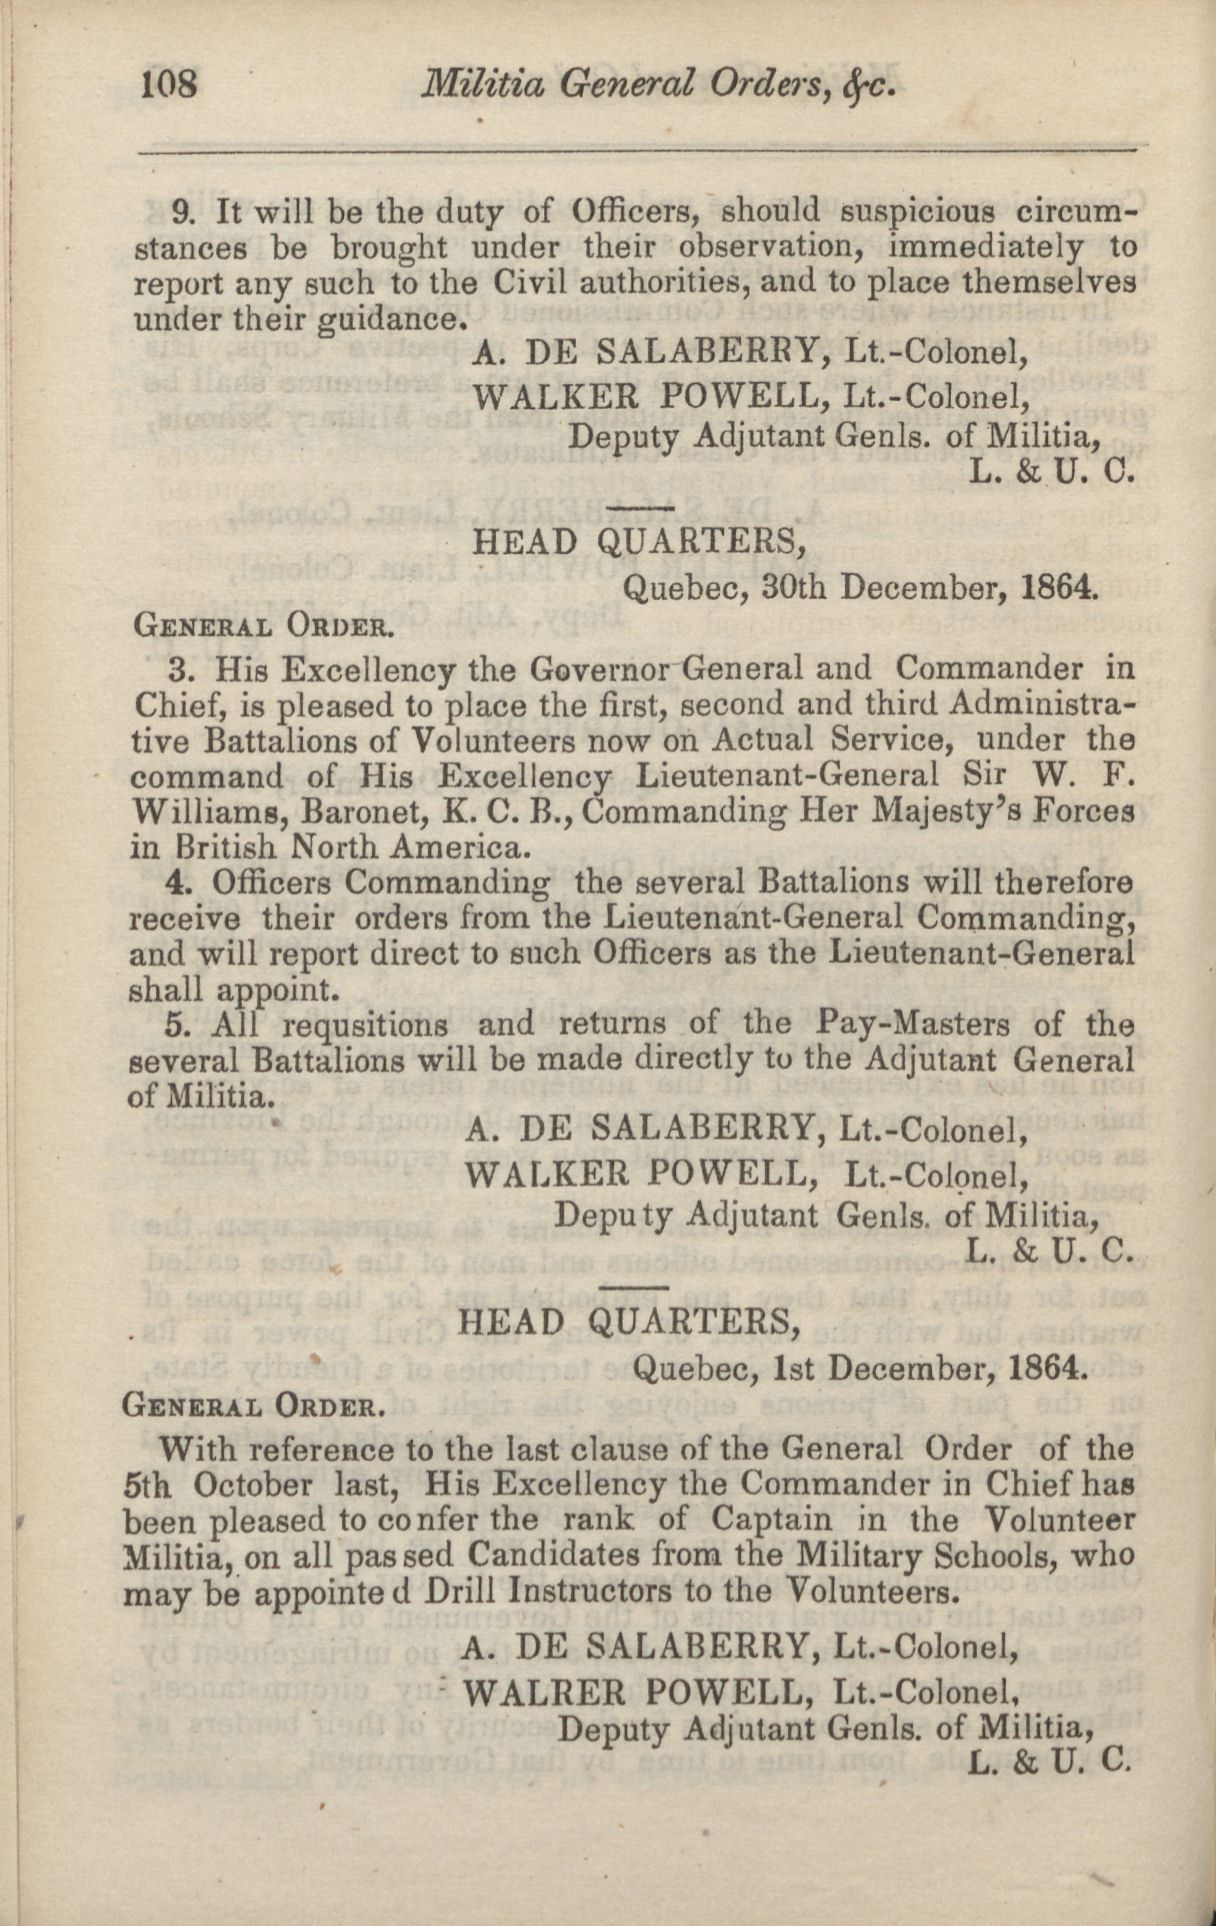 108 Militia General Orders, &c.
9. It will be the duty of Officers, should suspicious circum-
stances be brought under their observation, immediately to
report any such to the Civil authorities, and to place themselves
under their guidance.
A. DE SALABERRY, Lt.-Colonel,
WALKER POWELL, Lt.-Colonel,
Deputy Adjutant Genls. of Militia,
L. & U. C.
HEAD QUARTERS,
Quebec, 30th December, 1864.
GENERAL ORDER.
3. His Excellency the Governor General and Commander in
Chief, is pleased to place the first, second and third Administra-
tive Battalions of Volunteers now on Actual Service, under the
command of His Excellency Lieutenant-General Sir W. F.
Williams, Baronet, K. C. B., Commanding Her Majesty's Forces
in British North America.
4. Officers Commanding the several Battalions will therefore
receive their orders from the Lieutenant-General Commanding,
and will report direct to such Officers as the Lieutenant-General
shall appoint.
5. All requsitions and returns of the Pay-Masters of the
several Battalions will be made directly to the Adjutant General
of Militia.
A. DE SALABERRY, Lt.-Colonel,
WALKER POWELL, Lt.-Colonel,
Deputy Adjutant Genls. of Militia,
L. & U. C.
HEAD QUARTERS,
Quebec, 1st December, 1864.
GENERAL ORDER.
With reference to the last clause of the General Order of the
5th October last, His Excellency the Commander in Chief has
been pleased to confer the rank of Captain in the Volunteer
Militia, on all passed Candidates from the Military Schools, who
may be appointed Drill Instructors to the Volunteers.
A. DE SALABERRY, Lt.-Colonel,
WALRER POWELL, Lt.-Colonel,
Deputy Adjutant Genls. of Militia,
L. & U. C.